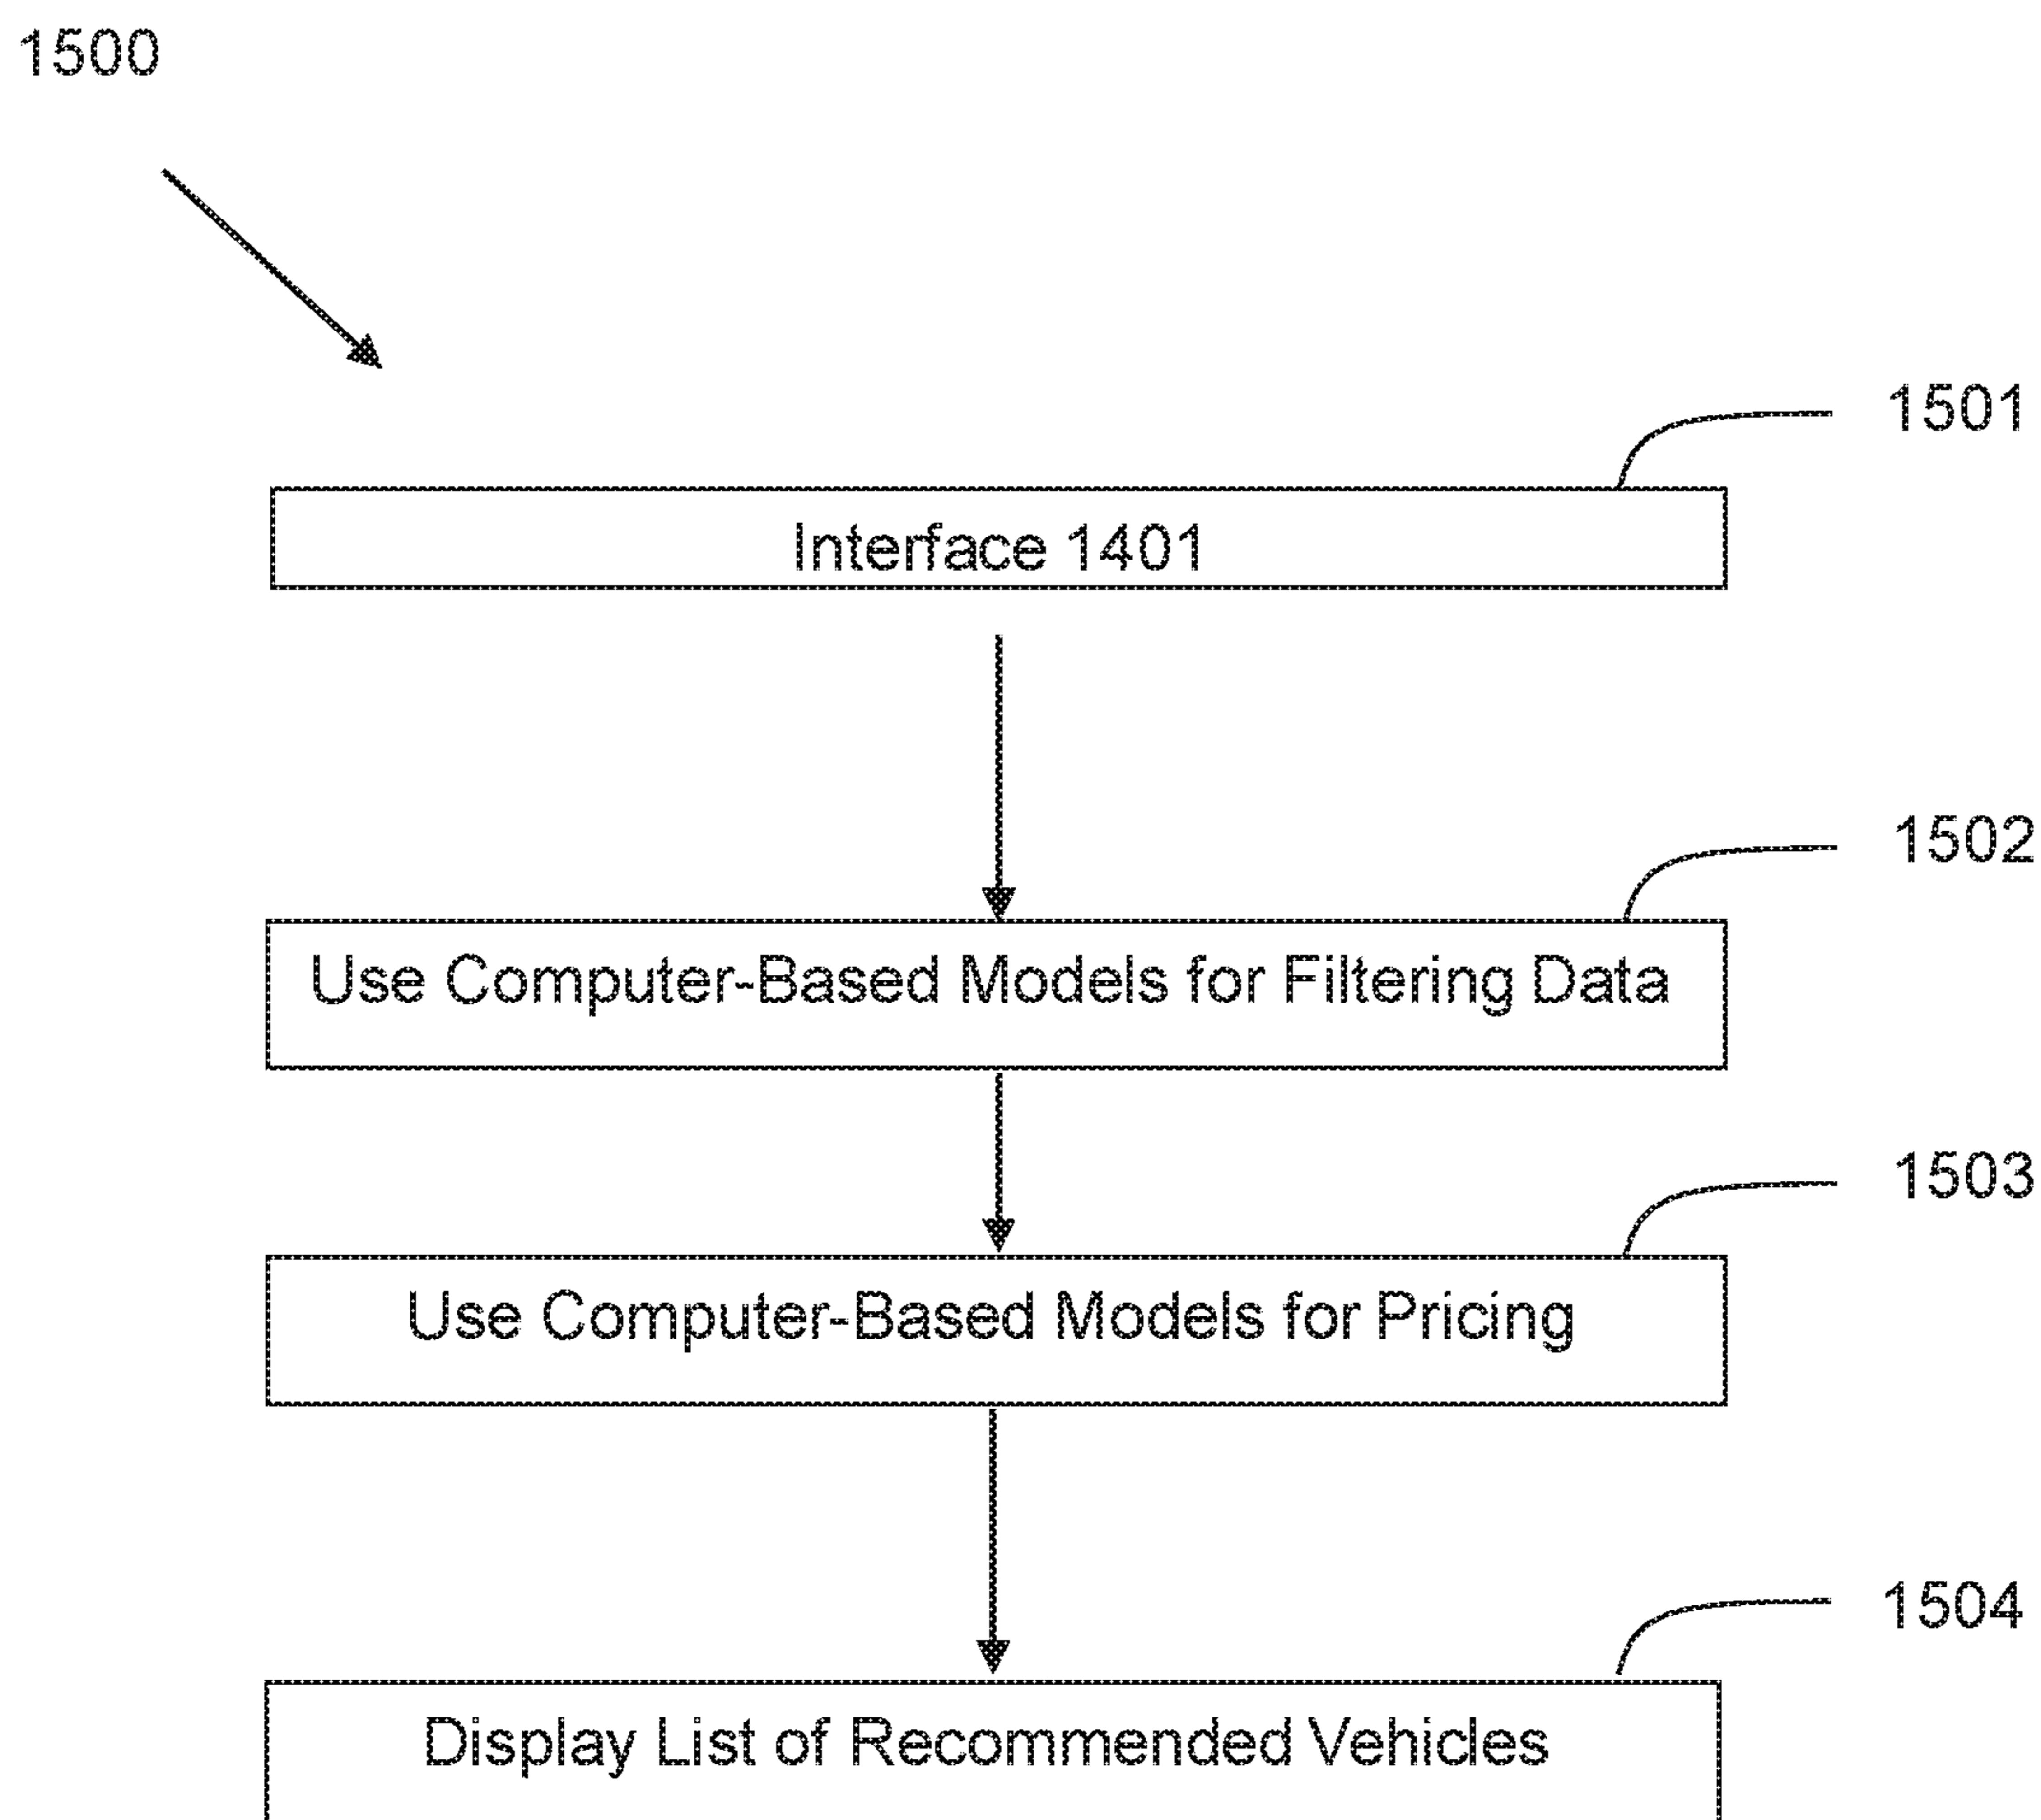 1500
1501
Interface 1401
1502
Use Computer-Based Models for Filtering Data
1503
Use Computer-Based Models for Pricing
1504
Display List of Recommended Vehicles